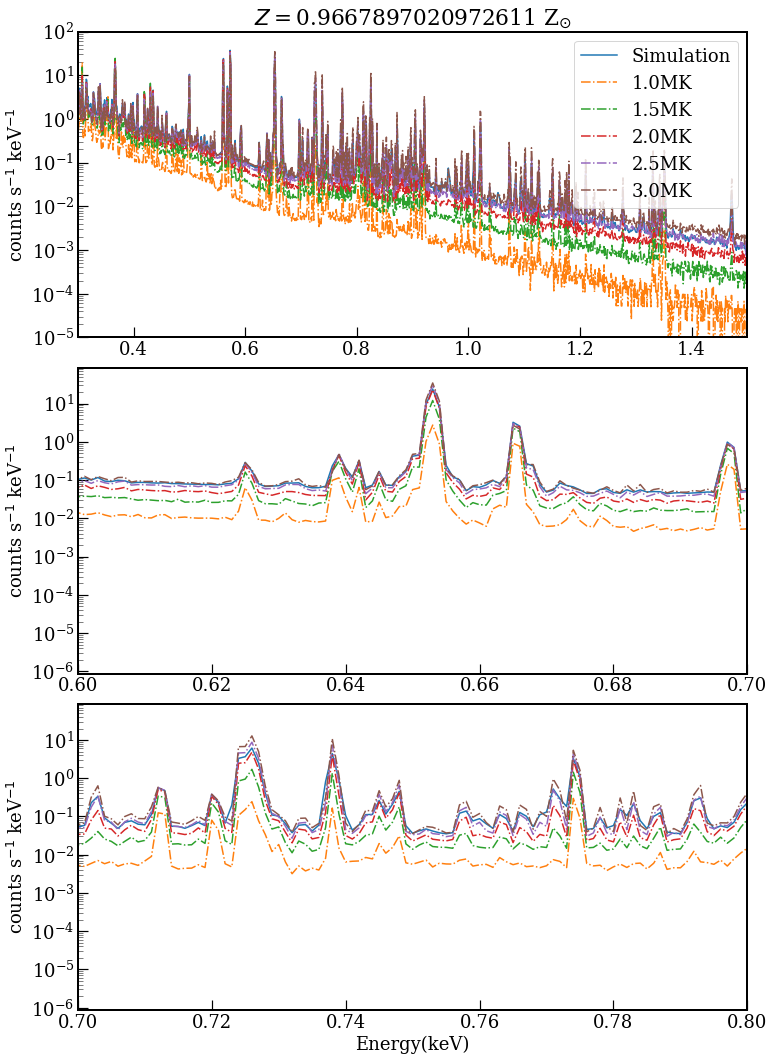 Z = 0.9667897020972611 Z⊙
10²
10¹
10⁰
10⁻¹
10⁻²
10⁻³
10⁻⁴
10⁻⁵
counts s⁻¹ keV⁻¹
Simulation
1.0MK
1.5MK
2.0MK
2.5MK
3.0MK
0.4 0.6 0.8 1.0 1.2 1.4
10¹
10⁰
10⁻¹
10⁻²
10⁻³
10⁻⁴
10⁻⁵
10⁻⁶
counts s⁻¹ keV⁻¹
0.60 0.62 0.64 0.66 0.68 0.70
10¹
10⁰
10⁻¹
10⁻²
10⁻³
10⁻⁴
10⁻⁵
10⁻⁶
counts s⁻¹ keV⁻¹
0.70 0.72 0.74 0.76 0.78 0.80
Energy(keV)